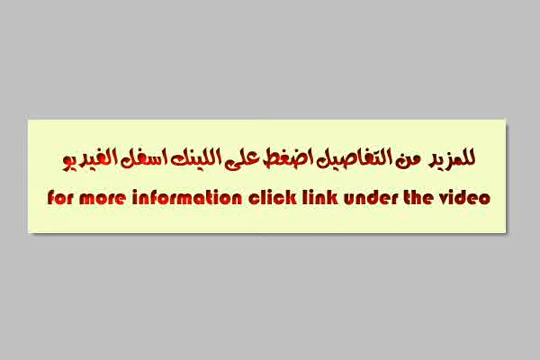 للمزيد من التفاصيل اضغط على اللينك اسفل الفيديو
for more information click link under the video